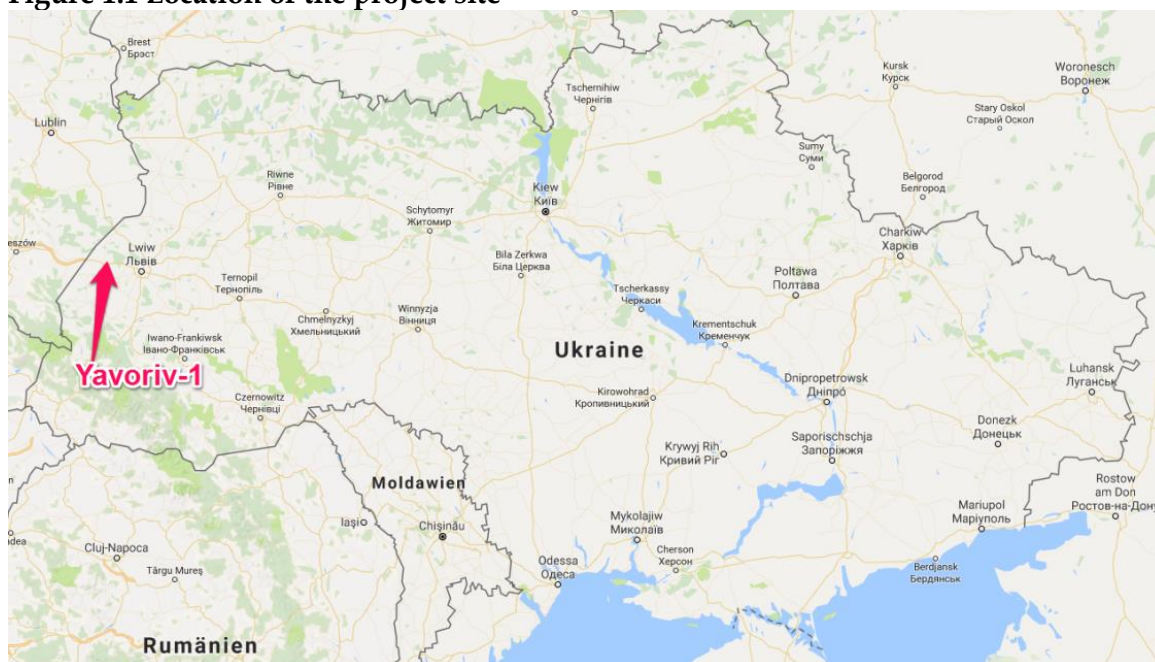 Figure 1.1 Location of the project site
Brest
Брэст
Lublin
Riwne
Рівне
Tschernihiw
Чернігів
Kursk
Курск
Woronesch
Воронеж
Stary Oskol
Старый Оскол
Sumy
Суми
Belgorod
Белгород
Kiew
Київ
Schytomyr
Житомир
eszów
Lwiw
Львів
Ternopil
Тернопіль
Bila Zerkwa
Біла Церква
Charkiw
Харків
Poltawa
Полтава
Tscherkassy
Черкаси
Chmelnyzkyj
Хмельницький
Winnyzja
Вінниця
Krementschuk
Кременчук
Iwano-Frankiwsk
Івано-Франківськ
Ukraine
Yavoriv-1
Czernowitz
Чернівці
Kirowohrad
Кропивницький
Dnipropetrowsk
Дніпро́
Luhansk
Луганськ
Donezk
Донецьк
Krywyj Rih
Кривий Ріг
Saporischschja
Запоріжжя
Moldawien
Rostow
am Don
Ростов-на-Дону
Mariupol
Маріуполь
Iași
Chișinău
Mykolajiw
Миколаїв
Cluj-Napoca
Târgu Mureș
Odessa
Одеса
Cherson
Херсон
Berdjansk
Бердянськ
Rumänien